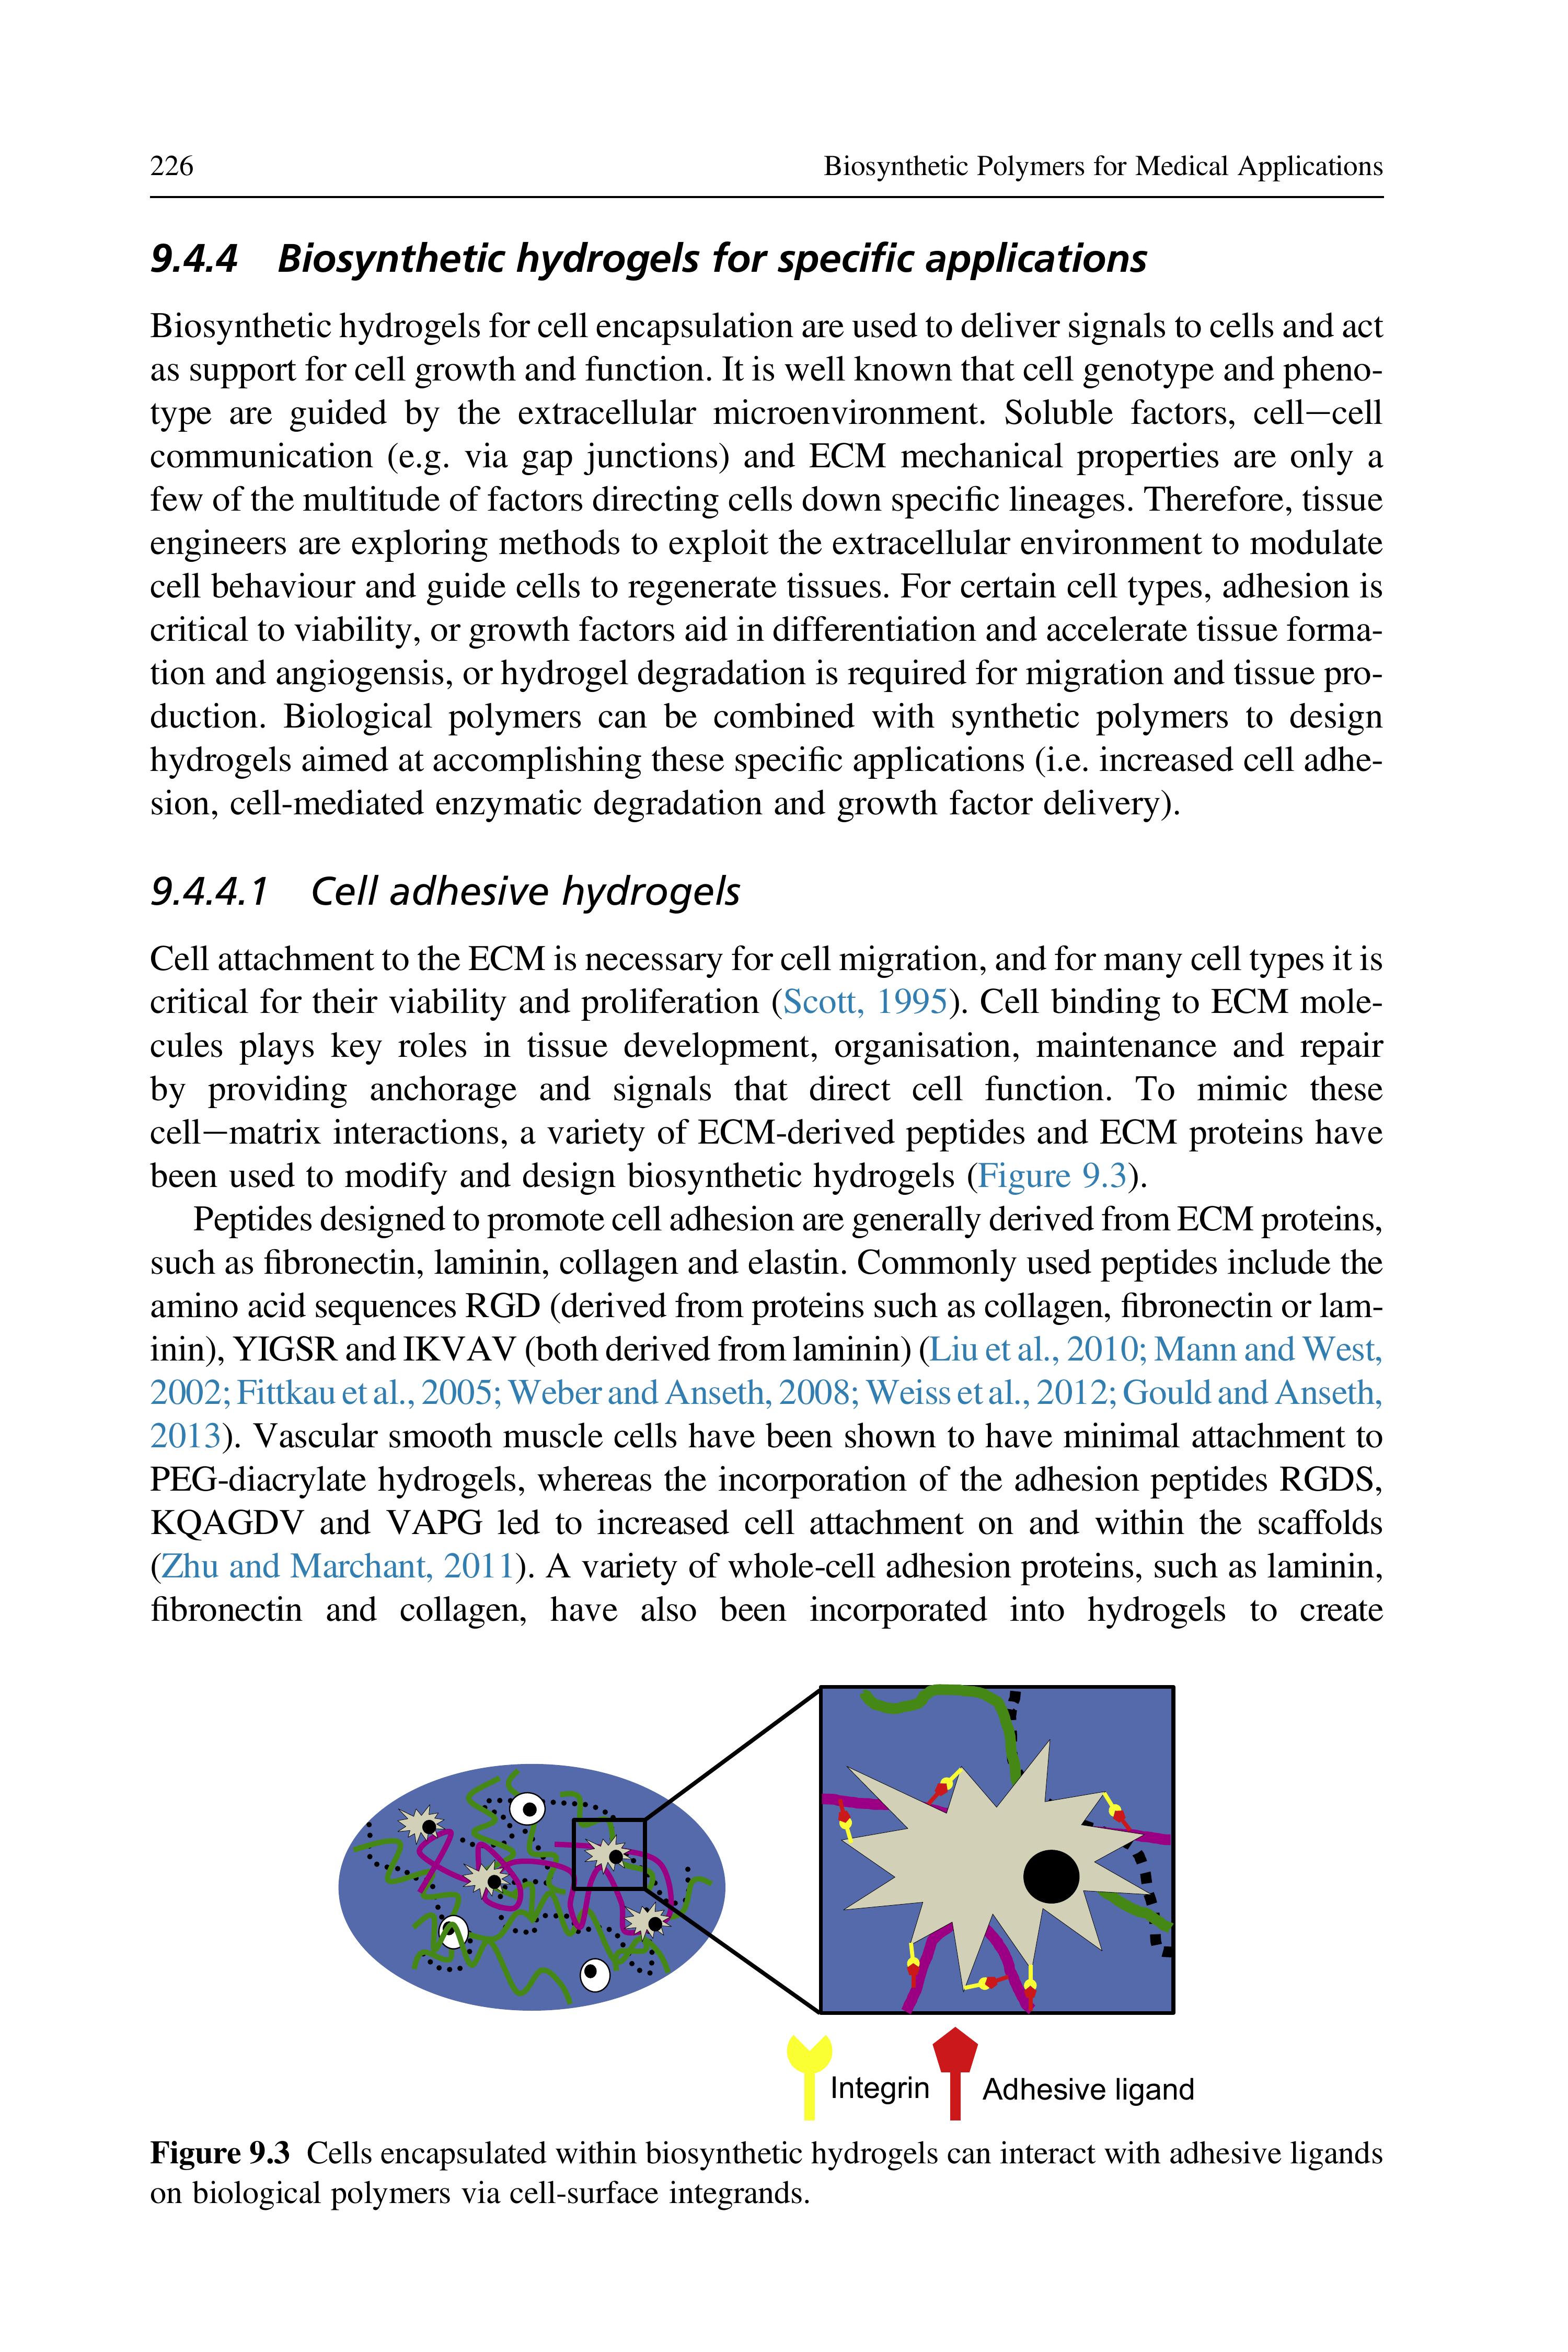 226
Biosynthetic Polymers for Medical Applications
9.4.4 Biosynthetic hydrogels for specific applications
Biosynthetic hydrogels for cell encapsulation are used to deliver signals to cells and act
as support for cell growth and function. It is well known that cell genotype and pheno-
type are guided by the extracellular microenvironment. Soluble factors, cell–cell
communication (e.g. via gap junctions) and ECM mechanical properties are only a
few of the multitude of factors directing cells down specific lineages. Therefore, tissue
engineers are exploring methods to exploit the extracellular environment to modulate
cell behaviour and guide cells to regenerate tissues. For certain cell types, adhesion is
critical to viability, or growth factors aid in differentiation and accelerate tissue forma-
tion and angiogensis, or hydrogel degradation is required for migration and tissue pro-
duction. Biological polymers can be combined with synthetic polymers to design
hydrogels aimed at accomplishing these specific applications (i.e. increased cell adhe-
sion, cell-mediated enzymatic degradation and growth factor delivery).
9.4.4.1 Cell adhesive hydrogels
Cell attachment to the ECM is necessary for cell migration, and for many cell types it is
critical for their viability and proliferation (Scott, 1995). Cell binding to ECM mole-
cules plays key roles in tissue development, organisation, maintenance and repair
by providing anchorage and signals that direct cell function. To mimic these
cell–matrix interactions, a variety of ECM-derived peptides and ECM proteins have
been used to modify and design biosynthetic hydrogels (Figure 9.3).
Peptides designed to promote cell adhesion are generally derived from ECM proteins,
such as fibronectin, laminin, collagen and elastin. Commonly used peptides include the
amino acid sequences RGD (derived from proteins such as collagen, fibronectin or lam-
inin), YIGSR and IKVAV (both derived from laminin) (Liu et al., 2010; Mann and West,
2002; Fittkau et al., 2005; Weber and Anseth, 2008; Weiss et al., 2012; Gould and Anseth,
2013). Vascular smooth muscle cells have been shown to have minimal attachment to
PEG-diacrylate hydrogels, whereas the incorporation of the adhesion peptides RGDS,
KQAGDV and VAPG led to increased cell attachment on and within the scaffolds
(Zhu and Marchant, 2011). A variety of whole-cell adhesion proteins, such as laminin,
fibronectin and collagen, have also been incorporated into hydrogels to create
Integrin
Adhesive ligand
Figure 9.3 Cells encapsulated within biosynthetic hydrogels can interact with adhesive ligands
on biological polymers via cell-surface integrands.